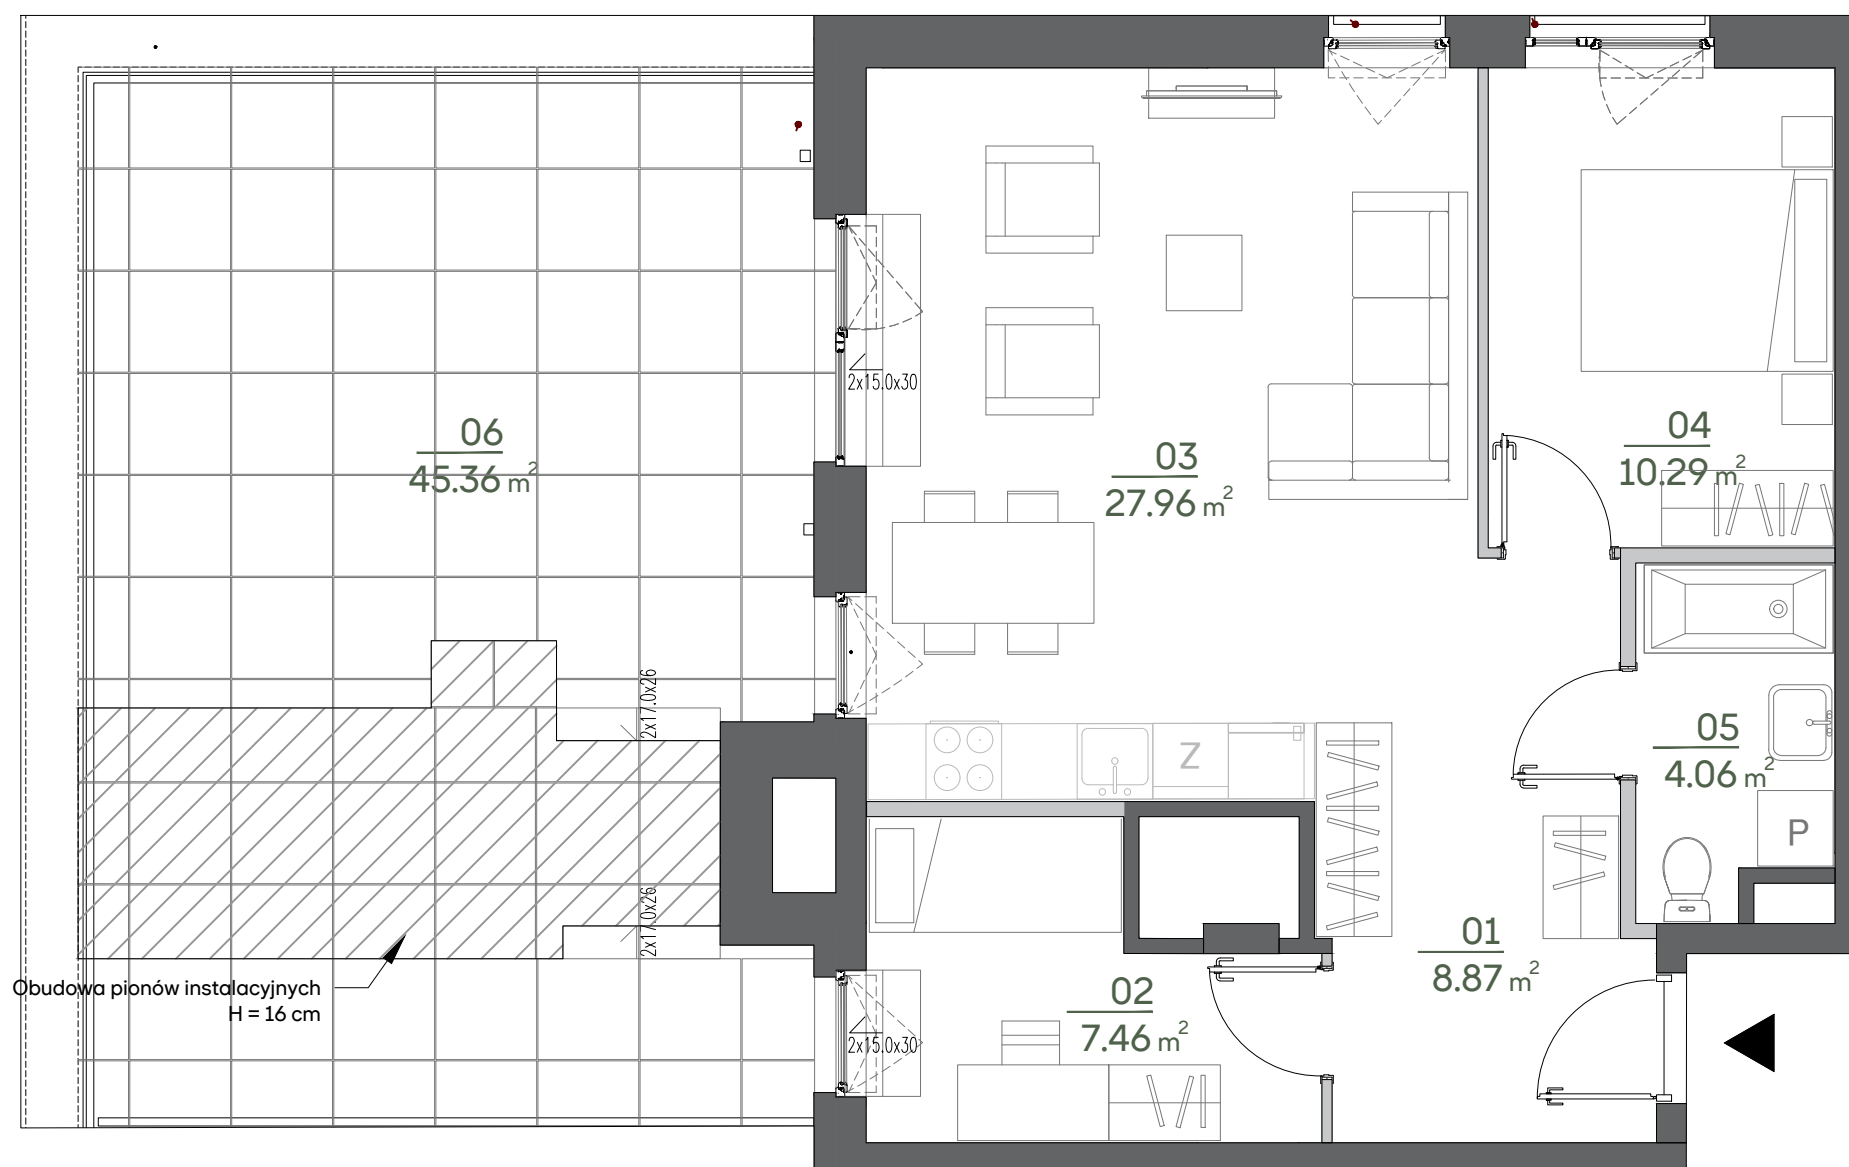 06
45.36 m²
2x15.0x30
03
27.96 m²
04
10.29 m²
2x17.0x26
Z
05
4.06 m²
P
2x17.0x26
Obudowa pionów instalacyjnych
H = 16 cm
02
7.46 m²
2x15.0x30
01
8.87 m²